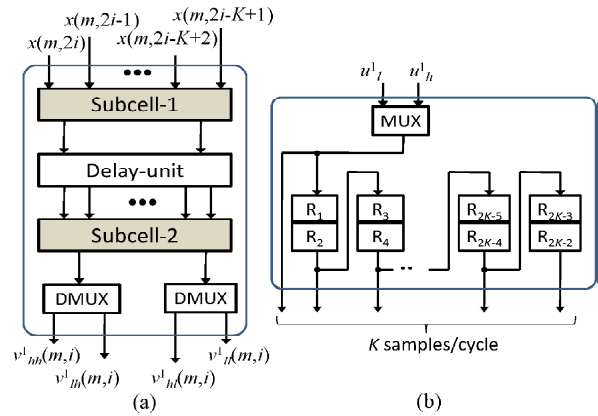 x(m,2i) x(m,2i-1) x(m,2i-K+2) x(m,2i-K+1)
•••
Subcell-1
Delay-unit
•••
Subcell-2
DMUX DMUX
v¹hh(m,i) v¹lh(m,i) v¹hl(m,i) v¹ll(m,i)
(a)
u¹l u¹h
MUX
R₁ R₃ R₂K-5 R₂K-3
R₂ R₄ R₂K-4 R₂K-2
K samples/cycle
(b)